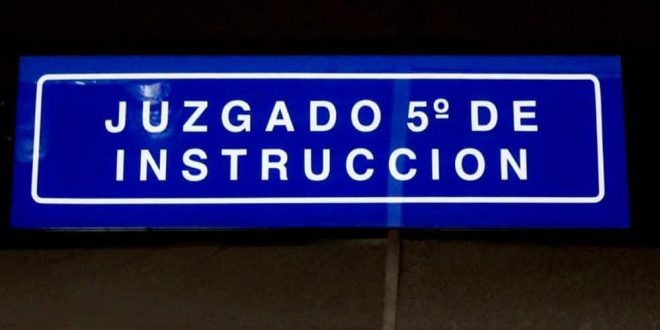 JUZGADO 5º DE
INSTRUCCION